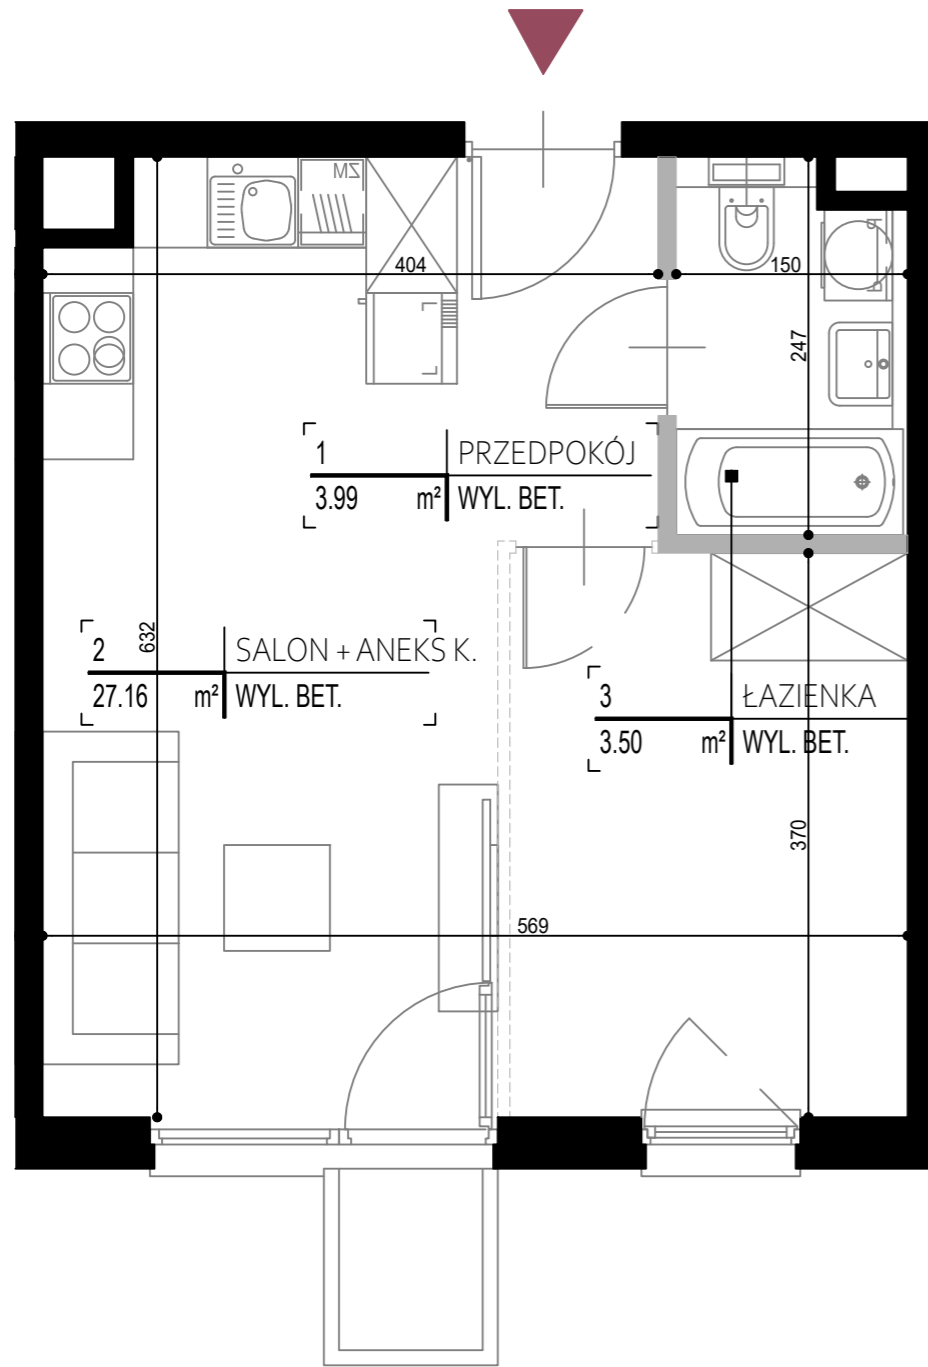 ZM
404
150
247
1 PRZEDPOKÓJ
3.99 m² WYL. BET.
632
2 SALON + ANEKS K.
27.16 m² WYL. BET.
3 ŁAZIENKA
3.50 m² WYL. BET.
370
569